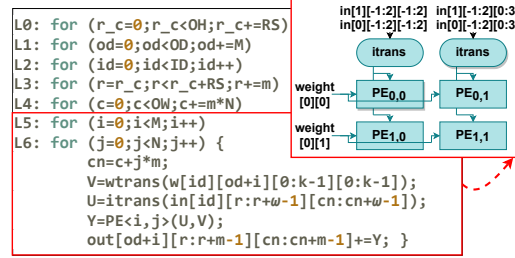 L0: for (r_c=0;r_c<OH;r_c+=RS)
L1: for (od=0;od<OD;od+=M)
L2: for (id=0;id<ID;id++)
L3: for (r=r_c;r<r_c+RS;r+=m)
L4: for (c=0;c<OW;c+=m*N)
L5: for (i=0;i<M;i++)
L6: for (j=0;j<N;j++) {
cn=c+j*m;
V=wtrans(w[id][od+i][0:k-1][0:k-1]);
U=itrans(in[id][r:r+ω-1][cn:cn+ω-1]);
Y=PE<i,j>(U,V);
out[od+i][r:r+m-1][cn:cn+m-1]+=Y; }
in[1][-1:2][-1:2] in[1][-1:2][0:3
in[0][-1:2][-1:2] in[0][-1:2][0:3
itrans itrans
weight
[0][0]
PE0,0 PE0,1
weight
[0][1]
PE1,0 PE1,1